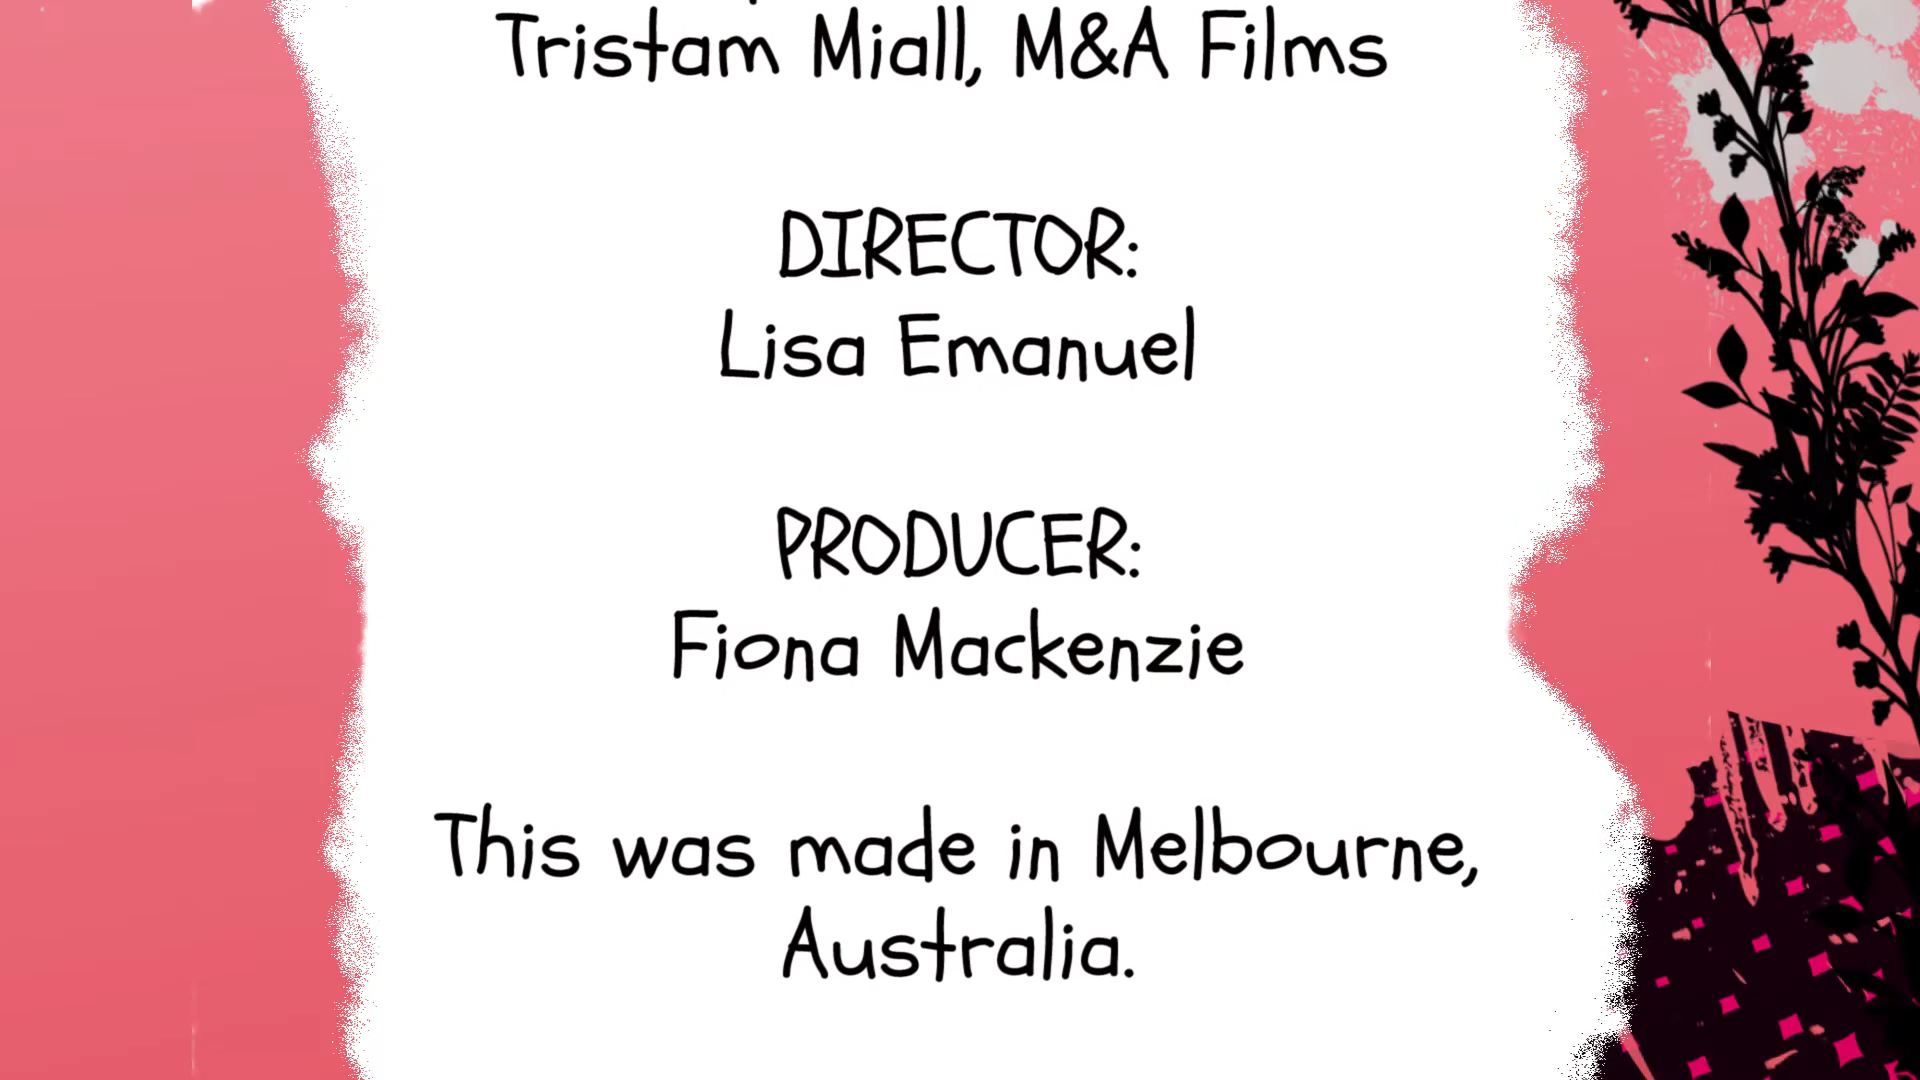 Tristam Miall, M&A Films
DIRECTOR:
Lisa Emanuel
PRODUCER:
Fiona Mackenzie
This was made in Melbourne,
Australia.